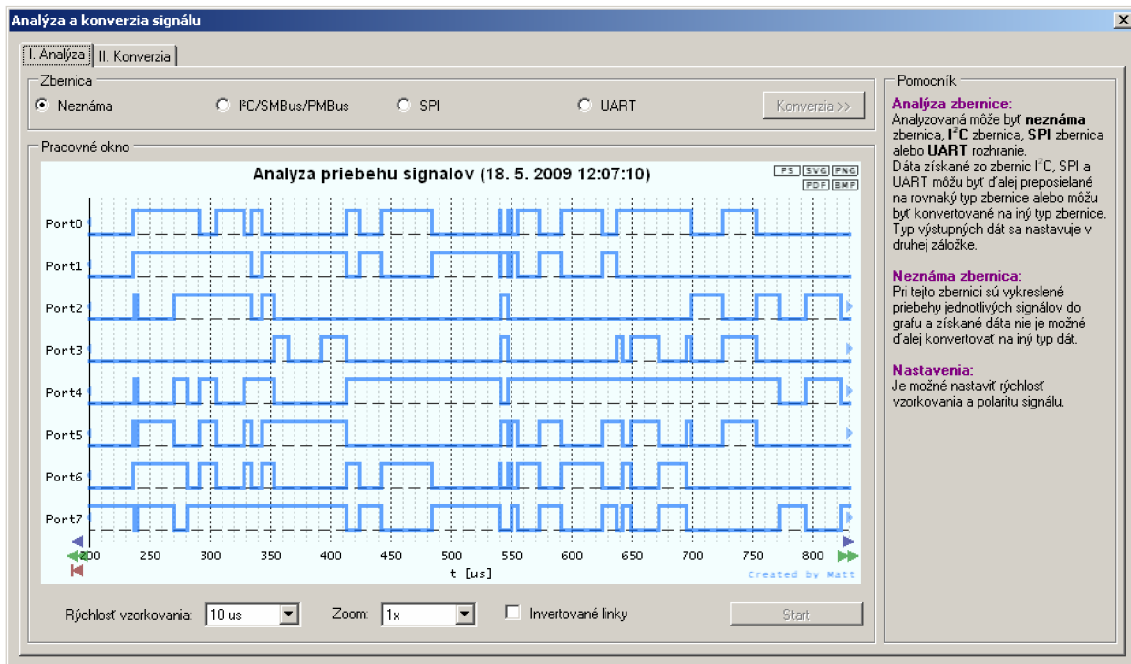 Analýza a konverzia signálu
I. Analýza
II. Konverzia
Zbernica
Neznáma
I²C/SMBus/PMBus
SPI
UART
Konverzia >>
Pracovné okno
Analyza priebehu signalov (18. 5. 2009 12:07:10)
PS SVG PNG
PDF BMP
Port0
Port1
Port2
Port3
Port4
Port5
Port6
Port7
200 250 300 350 400 450 500 550 600 650 700 750 800
t [us]
Created by Matt
Rýchlosť vzorkovania:
10 us
Zoom:
1x
Invertované linky
Start
Pomocník
Analýza zbernice:
Analyzovaná môže byť neznáma
zbernica, I²C zbernica, SPI zbernica
alebo UART rozhranie.
Dáta získané zo zberníc I²C, SPI a
UART môžu byť ďalej preposielané
na rovnaký typ zbernice alebo môžu
byť konvertované na iný typ zbernice.
Typ výstupných dát sa nastavuje v
druhej záložke.
Neznáma zbernica:
Pri tejto zbernici sú vykreslené
priebehy jednotlivých signálov do
grafu a získané dáta nie je možné
ďalej konvertovať na iný typ dát.
Nastavenia:
Je možné nastaviť rýchlosť
vzorkovania a polaritu signálu.